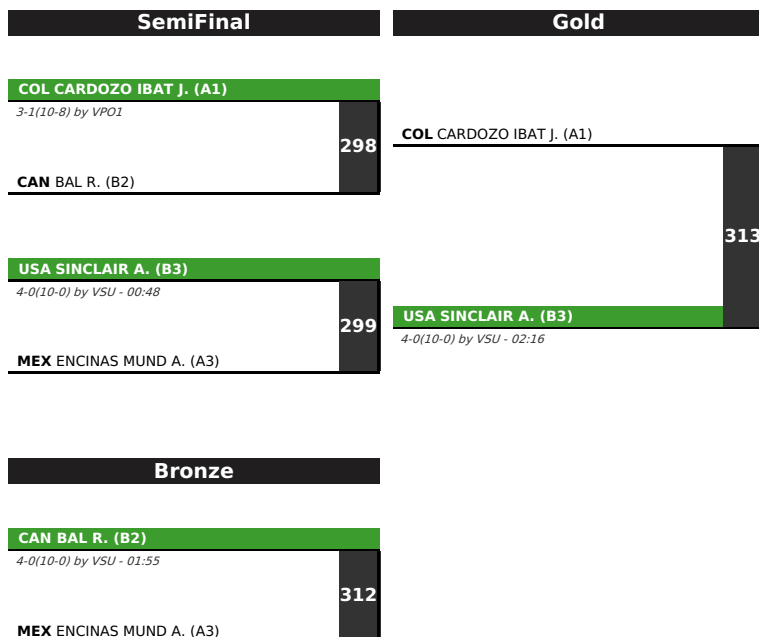 SemiFinal
COL CARDOZO IBAT J. (A1)
3-1(10-8) by VPO1
298
CAN BAL R. (B2)
USA SINCLAIR A. (B3)
4-0(10-0) by VSU - 00:48
299
MEX ENCINAS MUND A. (A3)
Gold
COL CARDOZO IBAT J. (A1)
313
USA SINCLAIR A. (B3)
4-0(10-0) by VSU - 02:16
Bronze
CAN BAL R. (B2)
4-0(10-0) by VSU - 01:55
312
MEX ENCINAS MUND A. (A3)